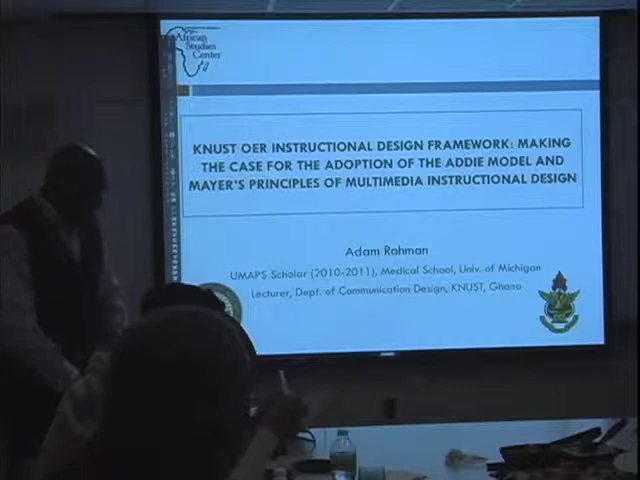 African
Studies
Center
KNUST OER INSTRUCTIONAL DESIGN FRAMEWORK: MAKING
THE CASE FOR THE ADOPTION OF THE ADDIE MODEL AND
MAYER'S PRINCIPLES OF MULTIMEDIA INSTRUCTIONAL DESIGN
Adam Rahman
UMAPS Scholar (2010-2011), Medical School, Univ. of Michigan
Lecturer, Dept. of Communication Design, KNUST, Ghana